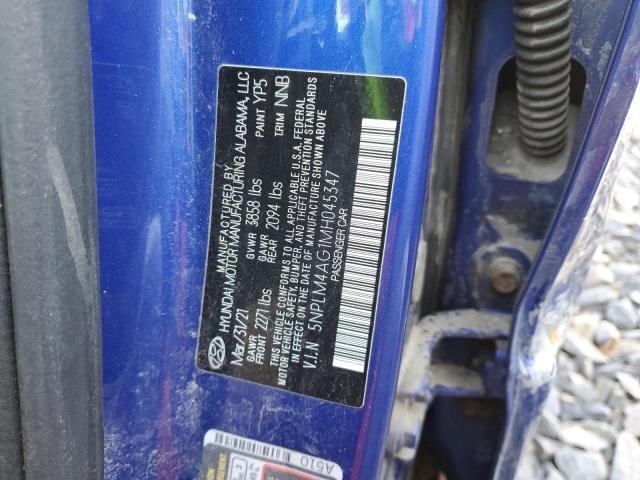 MANUFACTURED BY
HYUNDAI MOTOR MANUFACTURING ALABAMA, LLC
Mar/31/21 GVWR 3858 lbs PAINT YP5
GAWR FRONT 2271 lbs GAWR REAR 2094 lbs TRIM NNB
THIS VEHICLE CONFORMS TO ALL APPLICABLE U.S.A. FEDERAL
MOTOR VEHICLE SAFETY, BUMPER, AND THEFT PREVENTION STANDARDS
IN EFFECT ON THE DATE OF MANUFACTURE SHOWN ABOVE
V.I.N 5NPLM4AG1MH045347
PASSENGER CAR
A510